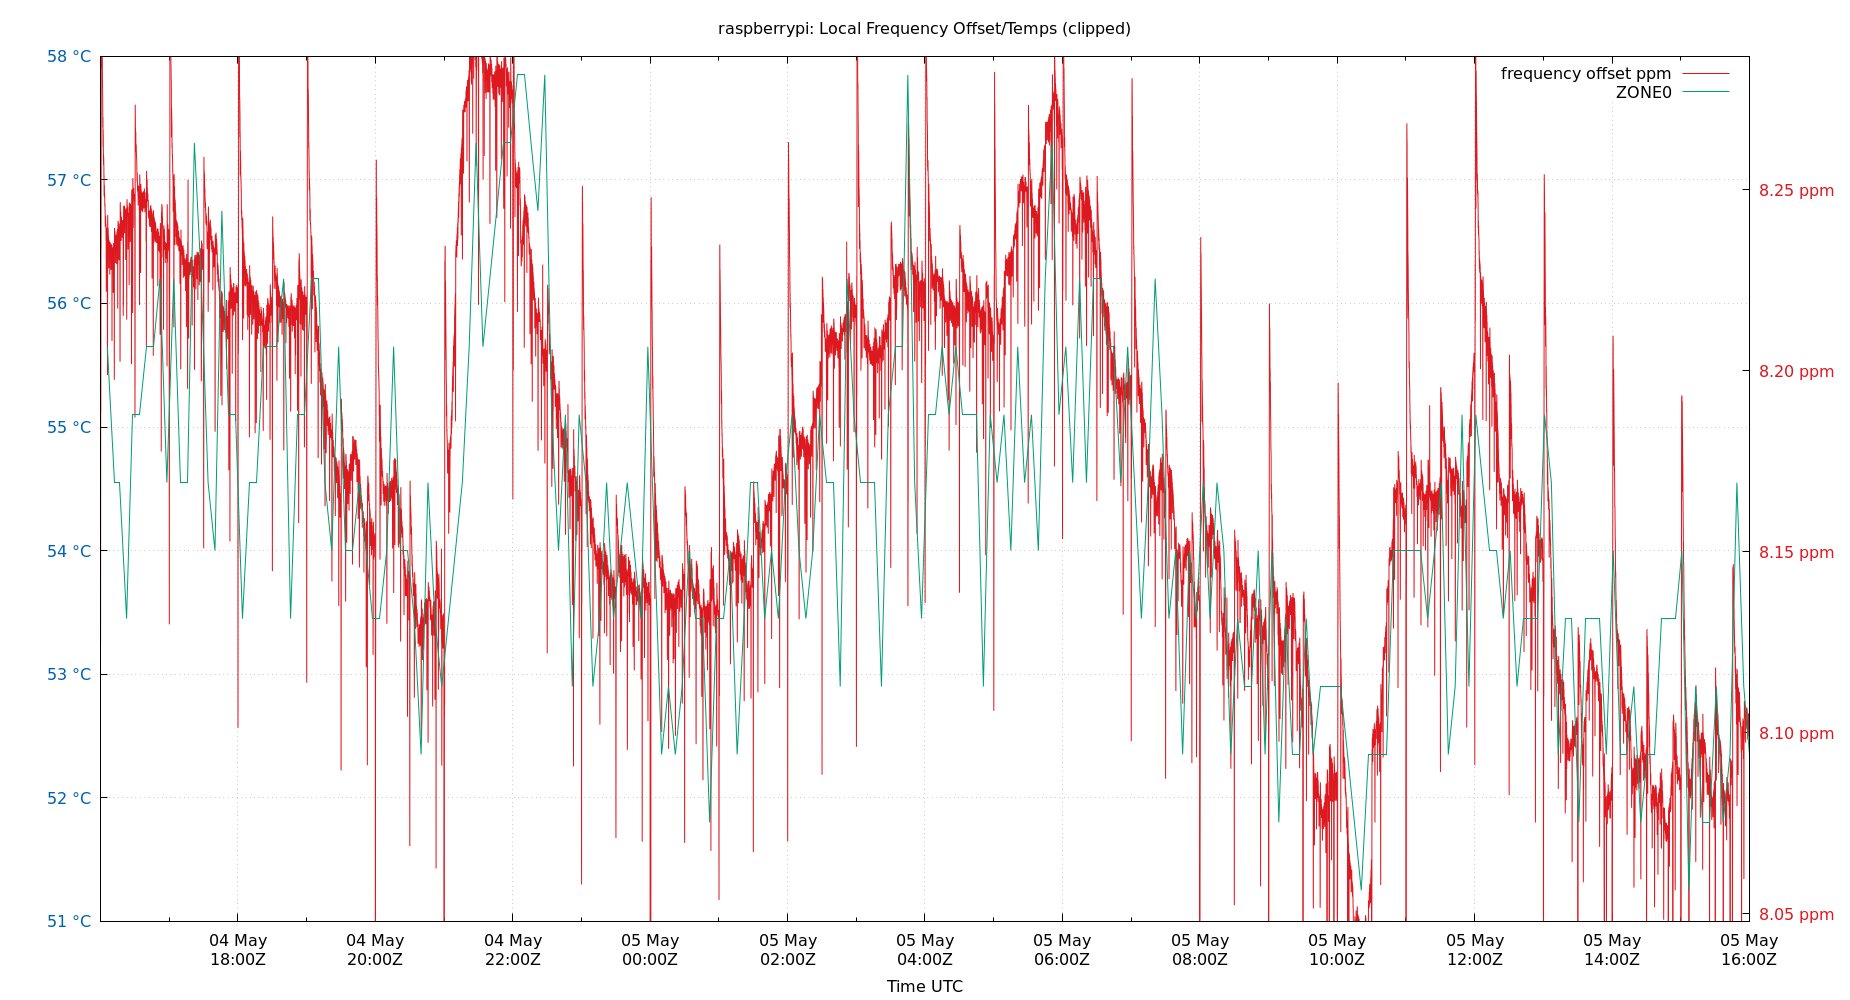 raspberrypi: Local Frequency Offset/Temps (clipped)
58 °C
57 °C
56 °C
55 °C
54 °C
53 °C
52 °C
51 °C
frequency offset ppm
ZONE0
8.25 ppm
8.20 ppm
8.15 ppm
8.10 ppm
8.05 ppm
04 May 04 May 04 May 05 May 05 May 05 May 05 May 05 May 05 May 05 May 05 May 05 May
18:00Z 20:00Z 22:00Z 00:00Z 02:00Z 04:00Z 06:00Z 08:00Z 10:00Z 12:00Z 14:00Z 16:00Z
Time UTC